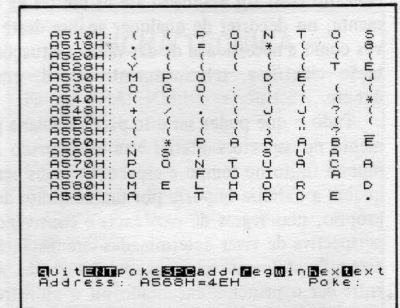 A510H: ( ( P O N T O S
A518H: . . = U * ( ( 8
A520H: < ( ( ( ( ( ( (
A528H: Y ( ( ( ( ( T E
A530H: M P O ( ( E ( J
A538H: O G O : ( ( ( (
A540H: ( ( ( ( ( ( ( *
A548H: + / . ( U J ? (
A550H: ( ( ( ( ( ( ( (
A558H: ( ( ( ( ) " ?
A560H: : * P A R A B E
A568H: N S ! S U A
A570H: P O N T U A C A
A578H: O F O I A
A580H: M E L H O R D
A588H: A T A R D E .
quit ENT poke SPC addr reg win hex text
Address: A568H=4EH Poke: